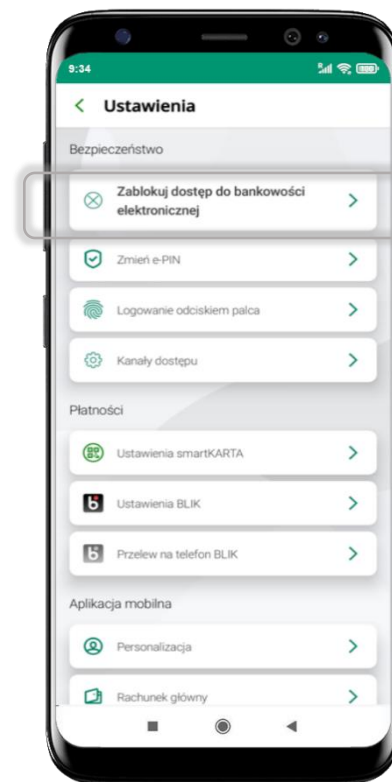 9:34
Ustawienia
Bezpieczeństwo
Zablokuj dostęp do bankowości
elektronicznej
Zmień e-PIN
Logowanie odciskiem palca
Kanały dostępu
Płatności
Ustawienia smartKARTA
Ustawienia BLIK
Przelew na telefon BLIK
Aplikacja mobilna
Personalizacja
Rachunek główny